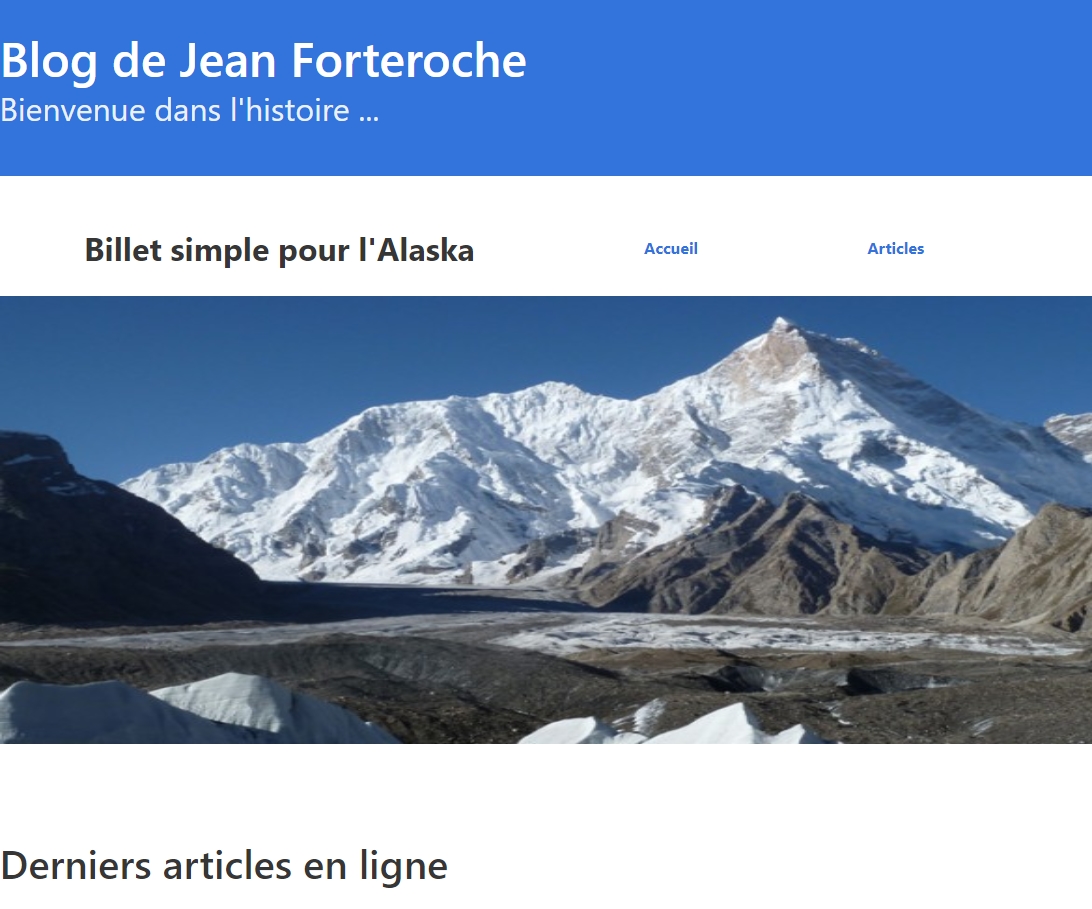 Blog de Jean Forteroche
Bienvenue dans l'histoire ...
Billet simple pour l'Alaska
Accueil
Articles
Derniers articles en ligne